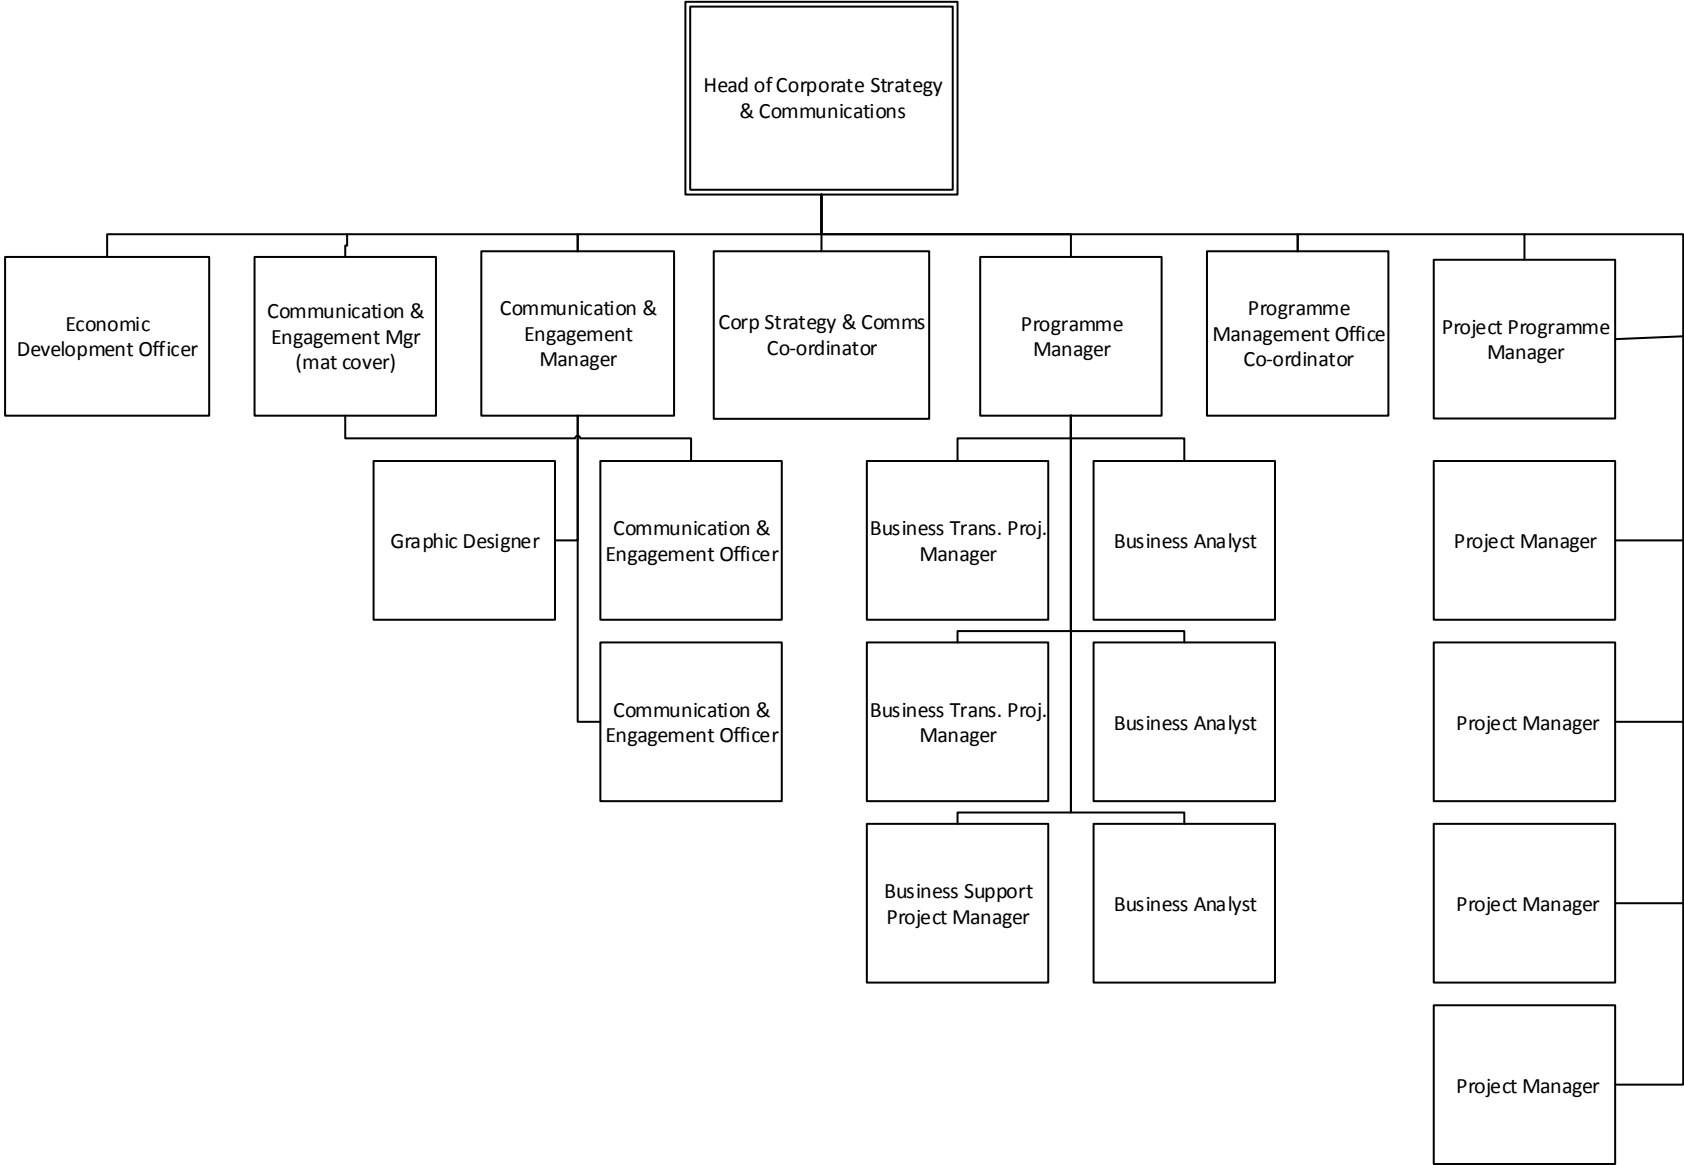 Head of Corporate Strategy
& Communications
Economic
Development Officer
Communication &
Engagement Mgr
(mat cover)
Communication &
Engagement
Manager
Corp Strategy & Comms
Co-ordinator
Programme
Manager
Programme
Management Office
Co-ordinator
Project Programme
Manager
Graphic Designer
Communication &
Engagement Officer
Business Trans. Proj.
Manager
Business Analyst
Project Manager
Communication &
Engagement Officer
Business Trans. Proj.
Manager
Business Analyst
Project Manager
Business Support
Project Manager
Business Analyst
Project Manager
Project Manager